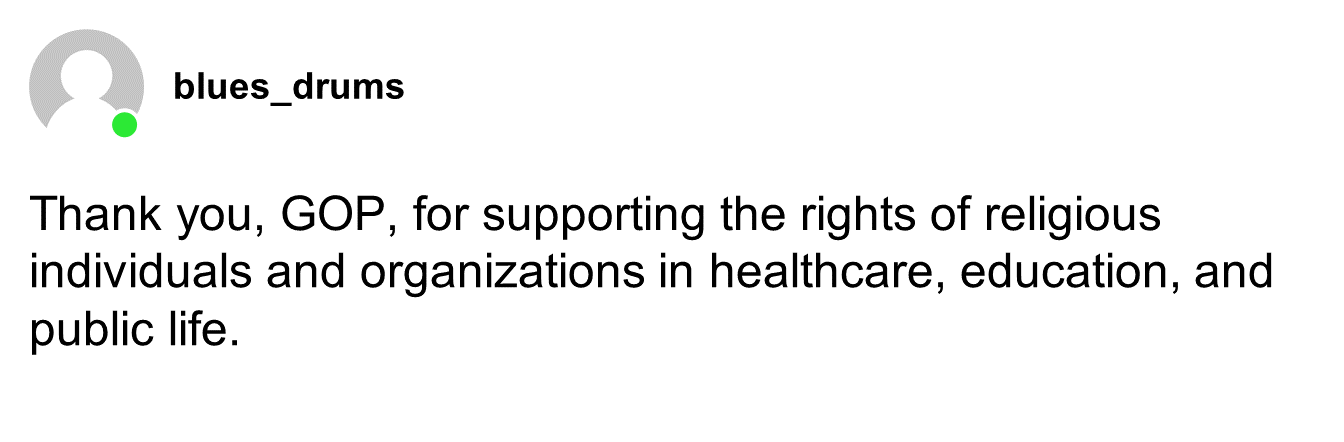 blues_drums
Thank you, GOP, for supporting the rights of religious
individuals and organizations in healthcare, education, and
public life.